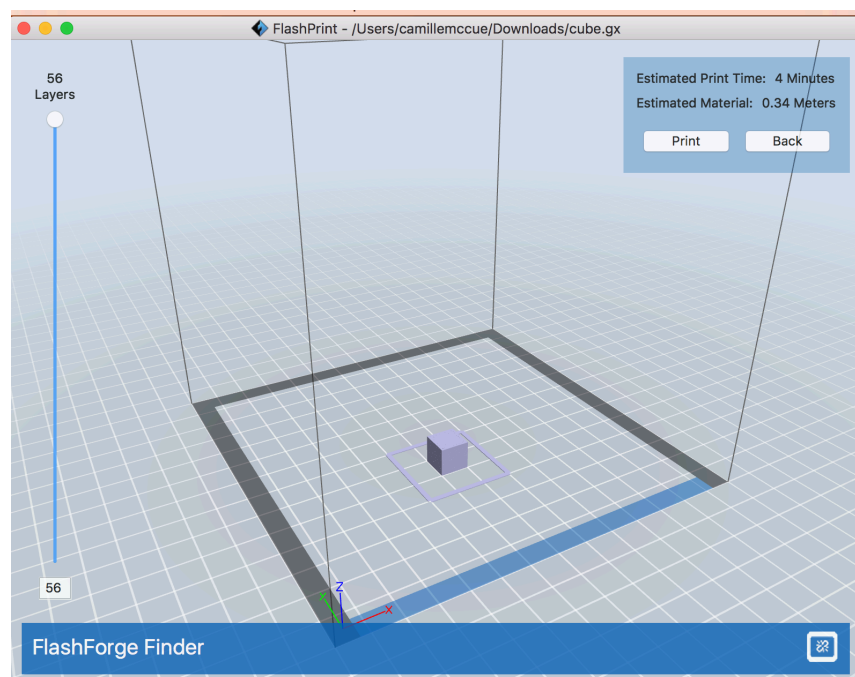 FlashPrint - /Users/camillemccue/Downloads/cube.gx
56
Layers
Estimated Print Time: 4 Minutes
Estimated Material: 0.34 Meters
Print Back
56
Z
Y
X
FlashForge Finder